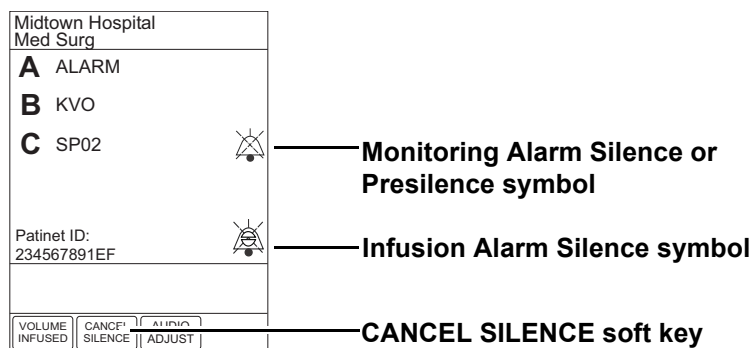 Midtown Hospital
Med Surg
A ALARM
B KVO
C SP02
Monitoring Alarm Silence or
Presilence symbol
Patinet ID:
234567891EF
Infusion Alarm Silence symbol
VOLUME
INFUSED
CANCEL
SILENCE
AUDIO
ADJUST
CANCEL SILENCE soft key